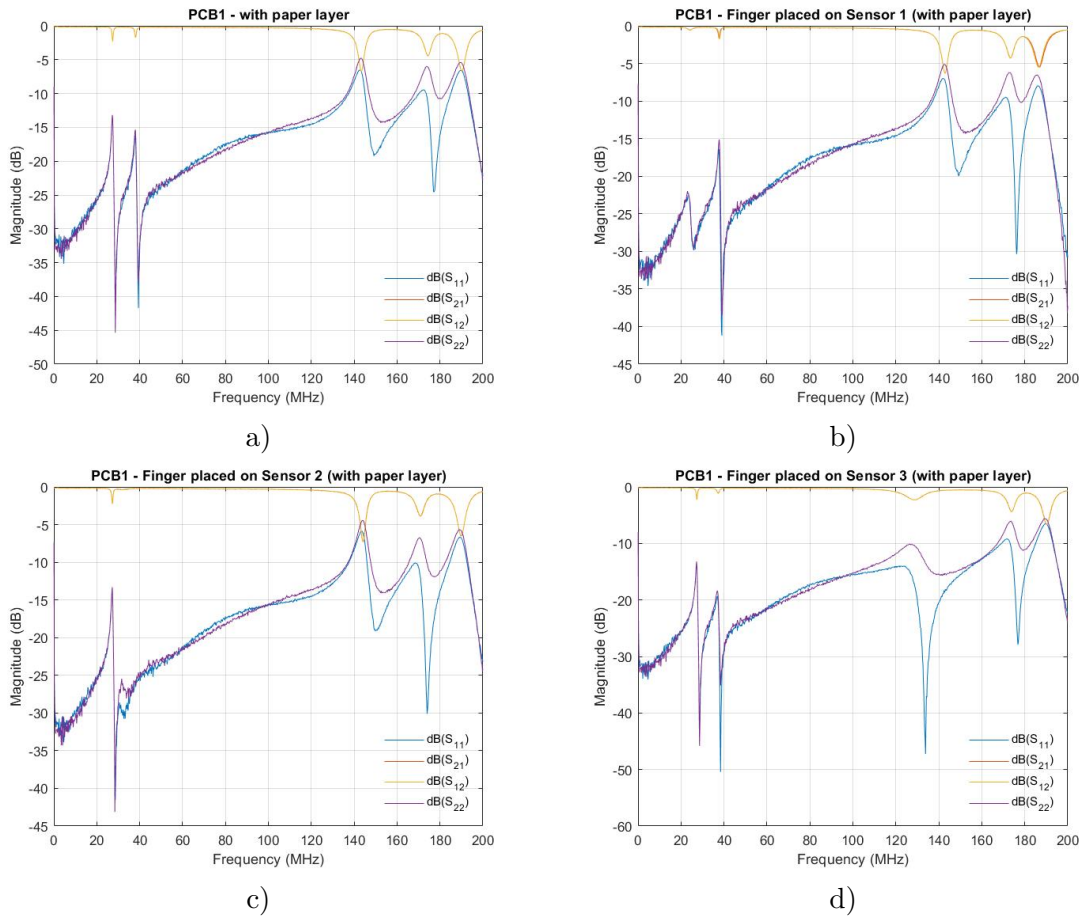 PCB1 - with paper layer
0
-5
-10
-15
-20
-25
-30
-35
-40
-45
-50
Magnitude (dB)
0 20 40 60 80 100 120 140 160 180 200
Frequency (MHz)
dB(S11)
dB(S21)
dB(S12)
dB(S22)
a)
PCB1 - Finger placed on Sensor 1 (with paper layer)
0
-5
-10
-15
-20
-25
-30
-35
-40
-45
Magnitude (dB)
0 20 40 60 80 100 120 140 160 180 200
Frequency (MHz)
dB(S11)
dB(S21)
dB(S12)
dB(S22)
b)
PCB1 - Finger placed on Sensor 2 (with paper layer)
0
-5
-10
-15
-20
-25
-30
-35
-40
-45
Magnitude (dB)
0 20 40 60 80 100 120 140 160 180 200
Frequency (MHz)
dB(S11)
dB(S21)
dB(S12)
dB(S22)
c)
PCB1 - Finger placed on Sensor 3 (with paper layer)
0
-10
-20
-30
-40
-50
-60
Magnitude (dB)
0 20 40 60 80 100 120 140 160 180 200
Frequency (MHz)
dB(S11)
dB(S21)
dB(S12)
dB(S22)
d)